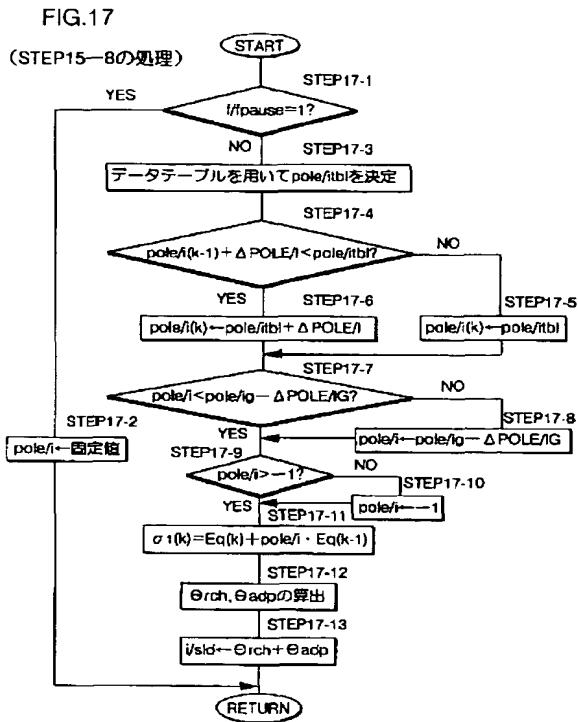 FIG.17
(STEP15－8の処理)
START
STEP17-1
YES
f/fpause=1?
NO
STEP17-3
データテーブルを用いてpole/itblを決定
STEP17-4
pole/i(k-1)+ΔPOLE/I<pole/itbl?
NO
YES
STEP17-6
STEP17-5
pole/i(k)←pole/itbl+ΔPOLE/I
pole/i(k)←pole/itbl
STEP17-7
pole/i<pole/ig－ΔPOLE/IG?
NO
STEP17-2
YES
STEP17-8
pole/i←固定値
pole/i←pole/ig－ΔPOLE/IG
STEP17-9
pole/i>－1?
NO
STEP17-10
YES
pole/i←－1
STEP17-11
σ1(k)=Eq(k)+pole/i・Eq(k-1)
STEP17-12
Θrch,Θadpの算出
STEP17-13
i/sld←Θrch+Θadp
RETURN